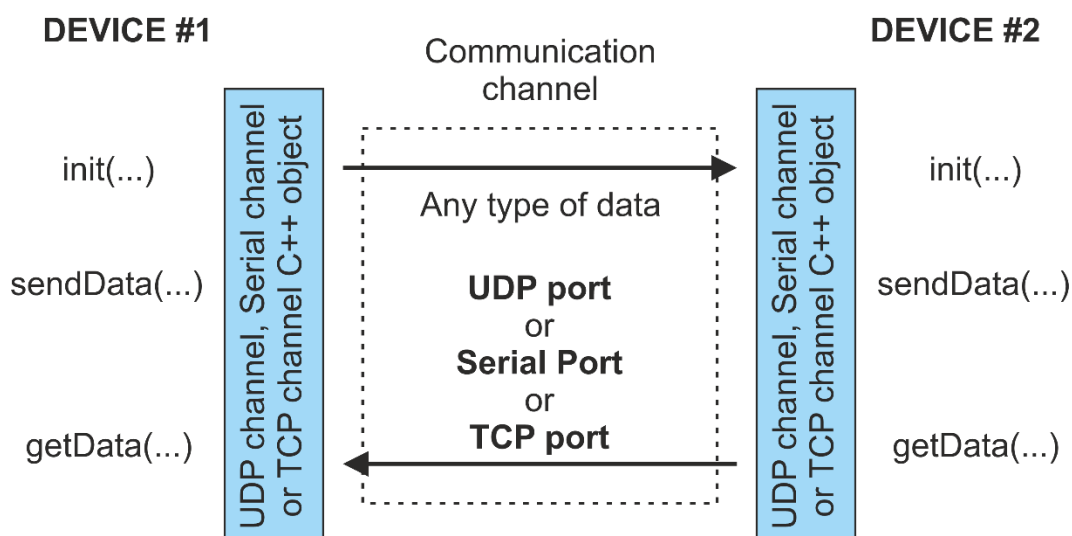 DEVICE #1
DEVICE #2
Communication
channel
init(...)
sendData(...)
getData(...)
UDP channel, Serial channel
or TCP channel C++ object
Any type of data
UDP port
or
Serial Port
or
TCP port
UDP channel, Serial channel
or TCP channel C++ object
init(...)
sendData(...)
getData(...)